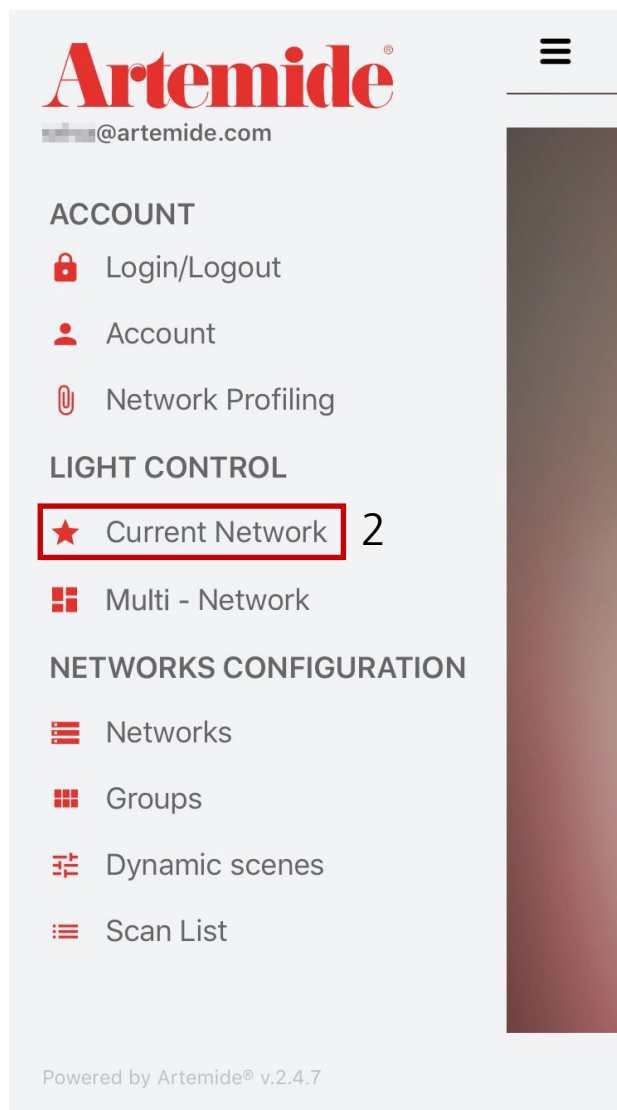 Artemide®
@artemide.com
ACCOUNT
Login/Logout
Account
Network Profiling
LIGHT CONTROL
Current Network 2
Multi - Network
NETWORKS CONFIGURATION
Networks
Groups
Dynamic scenes
Scan List
Powered by Artemide® v.2.4.7